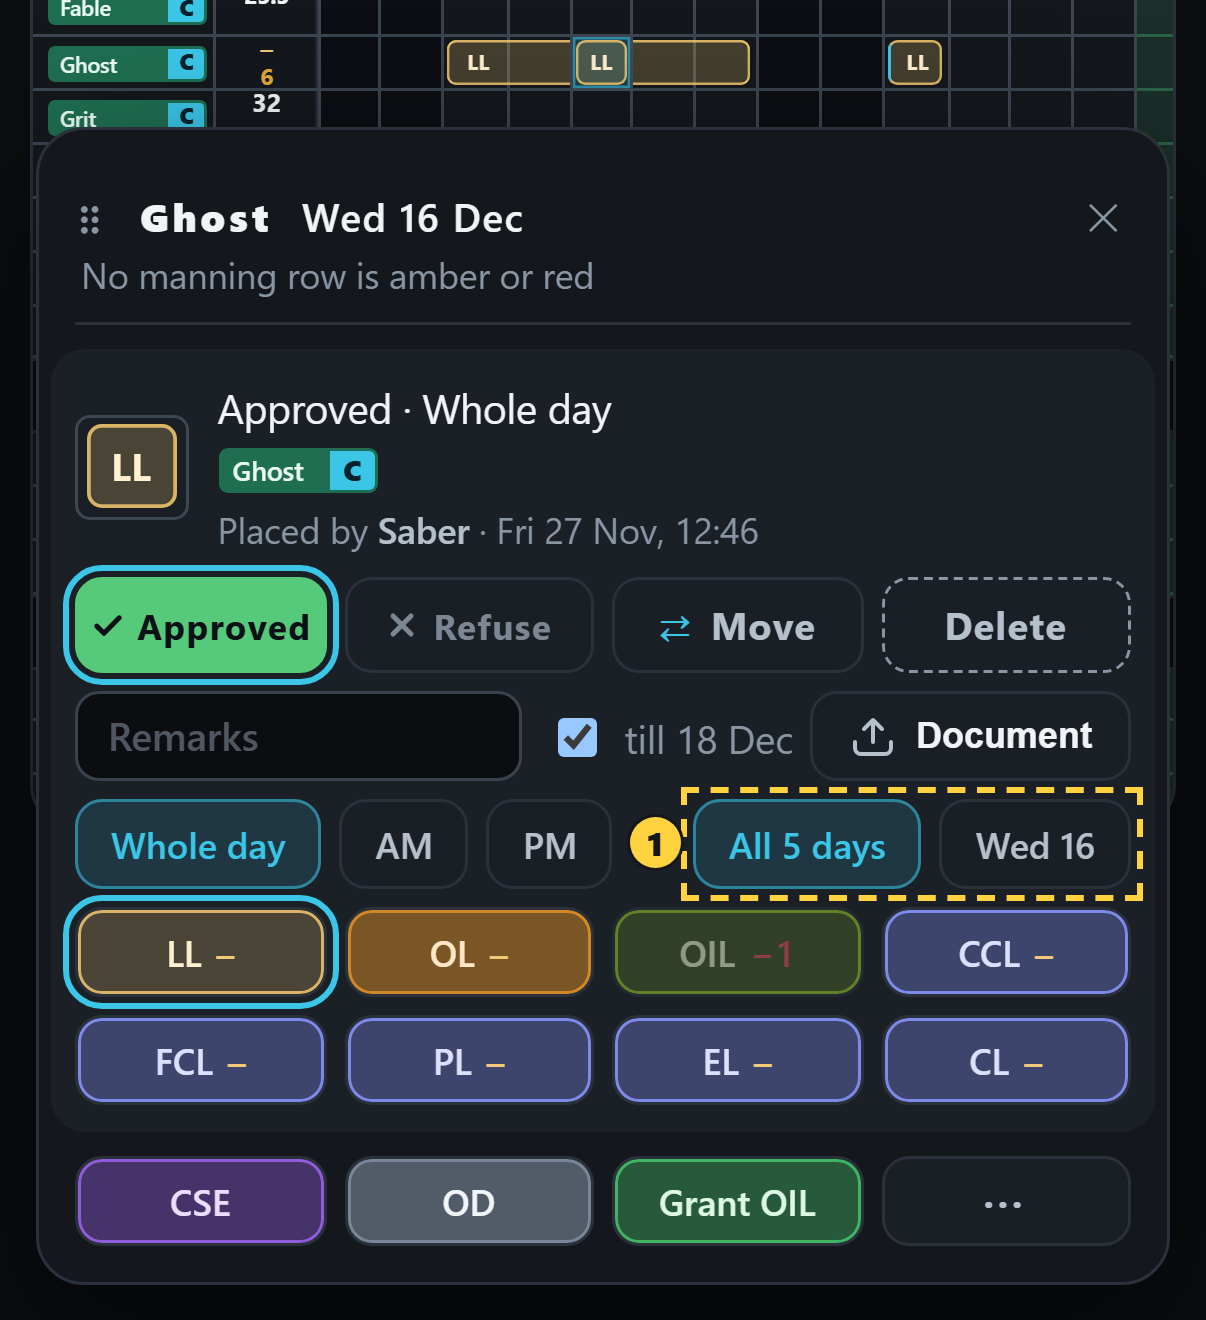 Fable C
Ghost C – LL LL LL
6
Grit C 32
Ghost Wed 16 Dec
No manning row is amber or red
LL Approved · Whole day
Ghost C
Placed by Saber · Fri 27 Nov, 12:46
Approved Refuse Move Delete
Remarks till 18 Dec Document
Whole day AM PM 1 All 5 days Wed 16
LL – OL – OIL –1 CCL –
FCL – PL – EL – CL –
CSE OD Grant OIL ...